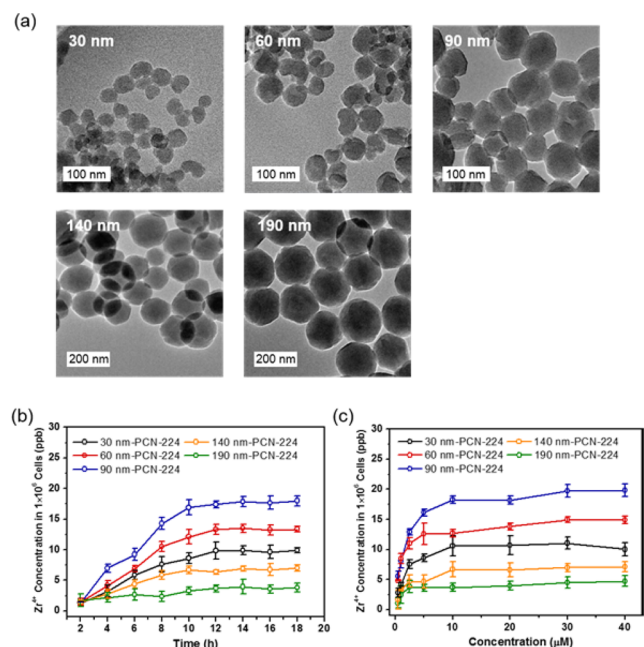 (a)
30 nm
60 nm
90 nm
100 nm
100 nm
100 nm
140 nm
190 nm
200 nm
200 nm
(b)
Zr⁴⁺ Concentration in 1×10⁶ Cells (ppb)
30
25
20
15
10
5
0
30 nm-PCN-224
140 nm-PCN-224
60 nm-PCN-224
190 nm-PCN-224
90 nm-PCN-224
2 4 6 8 10 12 14 16 18 20
Time (h)
(c)
Zr⁴⁺ Concentration in 1×10⁶ Cells (ppb)
30
25
20
15
10
5
0
30 nm-PCN-224
140 nm-PCN-224
60 nm-PCN-224
190 nm-PCN-224
90 nm-PCN-224
0 10 20 30 40
Concentration (μM)